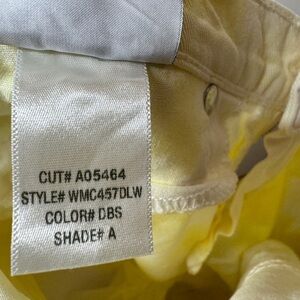 CUT# A05464
STYLE# WMC457DLW
COLOR# DBS
SHADE# A